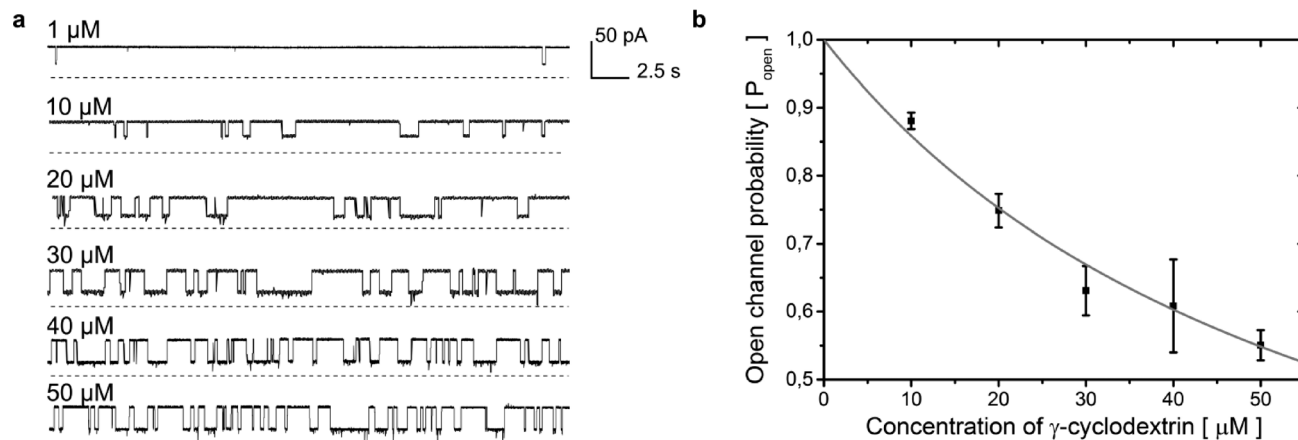 a
1 μM
50 pA
2.5 s
10 μM
20 μM
30 μM
40 μM
50 μM
b
Open channel probability [ P_open ]
1,0
0,9
0,8
0,7
0,6
0,5
0 10 20 30 40 50
Concentration of γ-cyclodextrin [ μM ]